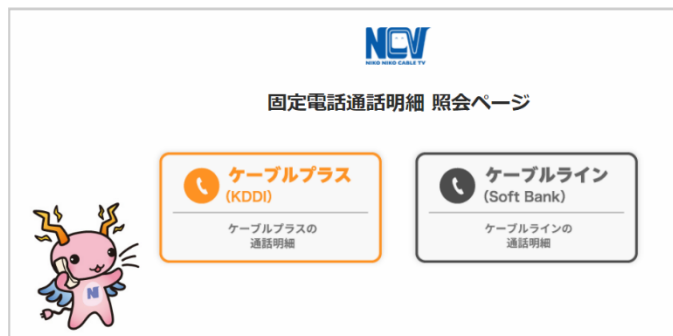 NCV
NIKO NIKO CABLE TV
固定電話通話明細 照会ページ
ケーブルプラス
(KDDI)
ケーブルプラスの
通話明細
ケーブルライン
(Soft Bank)
ケーブルラインの
通話明細
N